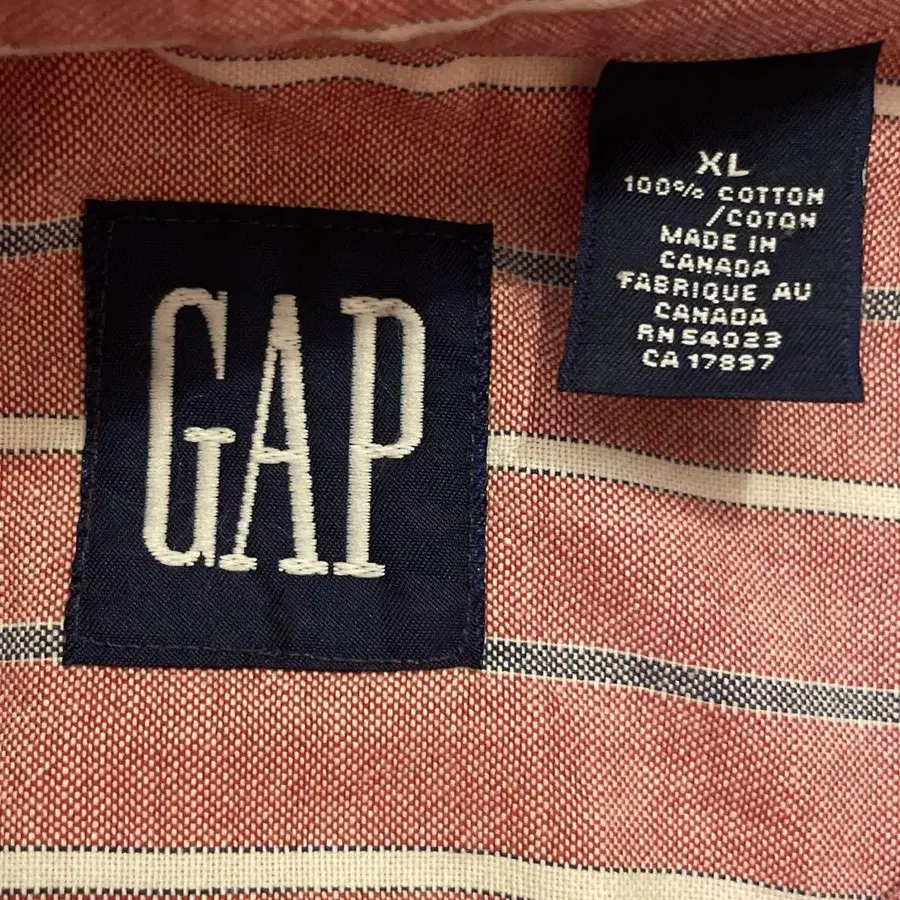 GAP
XL
100% COTTON
/COTON
MADE IN
CANADA
FABRIQUE AU
CANADA
RN 54023
CA 17897